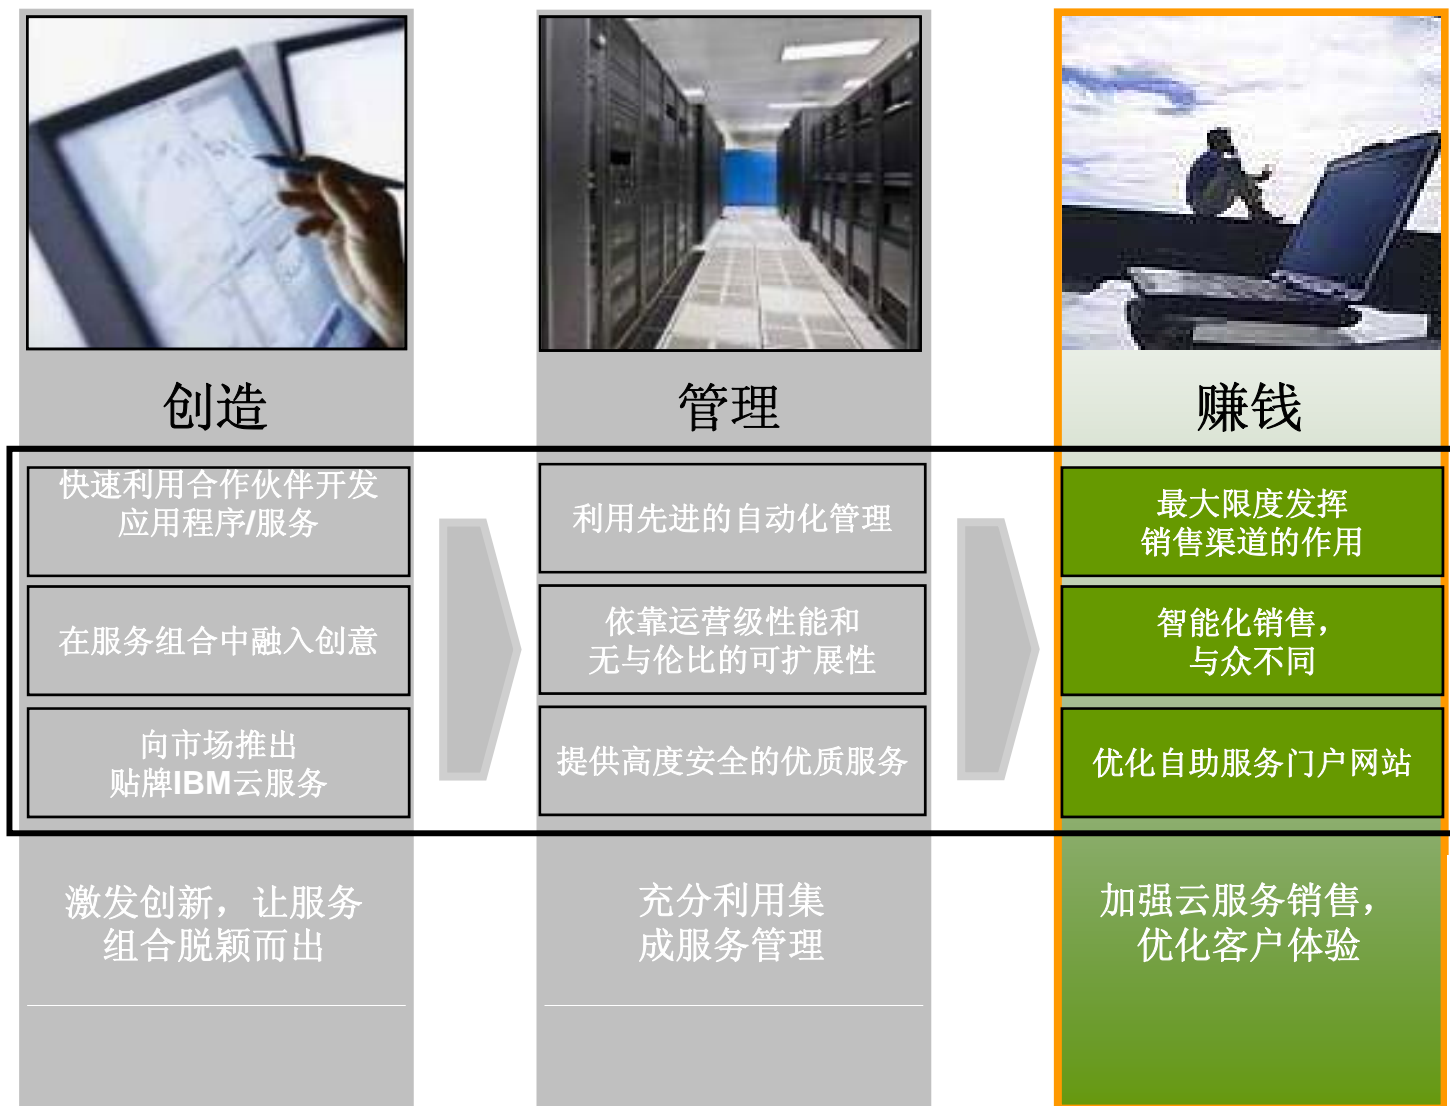 创造
快速利用合作伙伴开发
应用程序/服务
在服务组合中融入创意
向市场推出
贴牌IBM云服务
激发创新，让服务
组合脱颖而出
管理
利用先进的自动化管理
依靠运营级性能和
无与伦比的可扩展性
提供高度安全的优质服务
充分利用集
成服务管理
赚钱
最大限度发挥
销售渠道的作用
智能化销售，
与众不同
优化自助服务门户网站
加强云服务销售，
优化客户体验